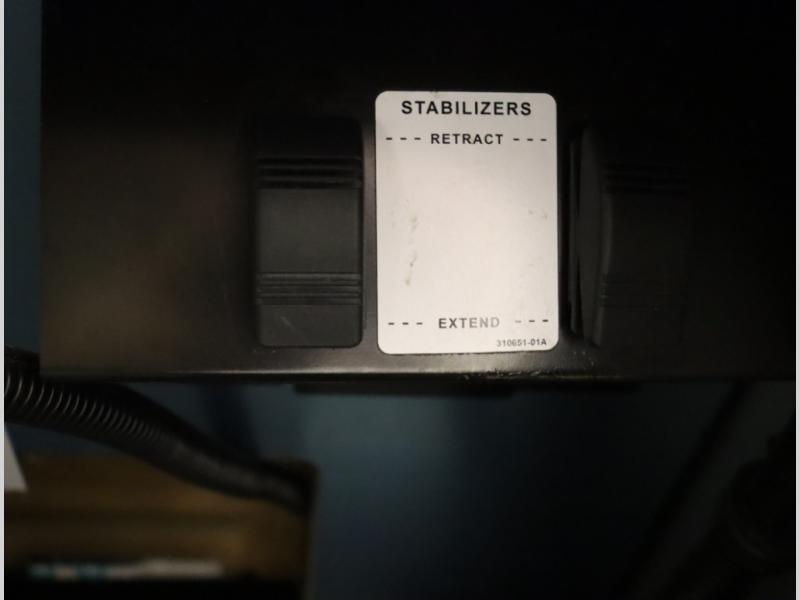 STABILIZERS
--- RETRACT ---
--- EXTEND ---
310651-01A